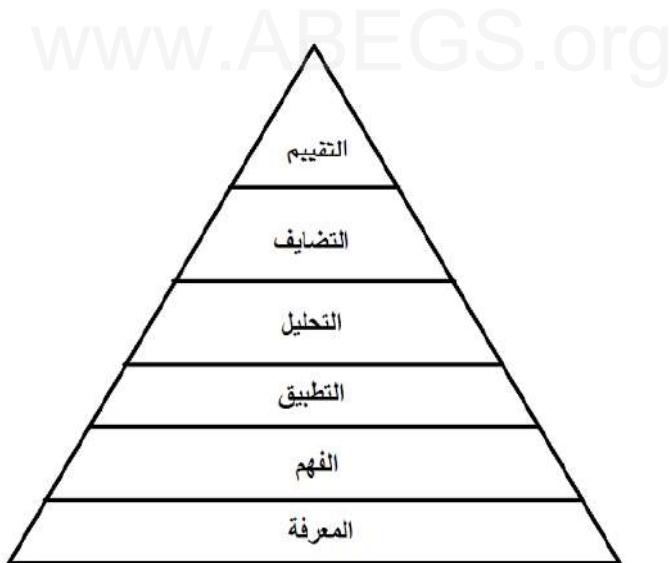 www.ABEGS.org
التقييم
التضايف
التحليل
التطبيق
الفهم
المعرفة